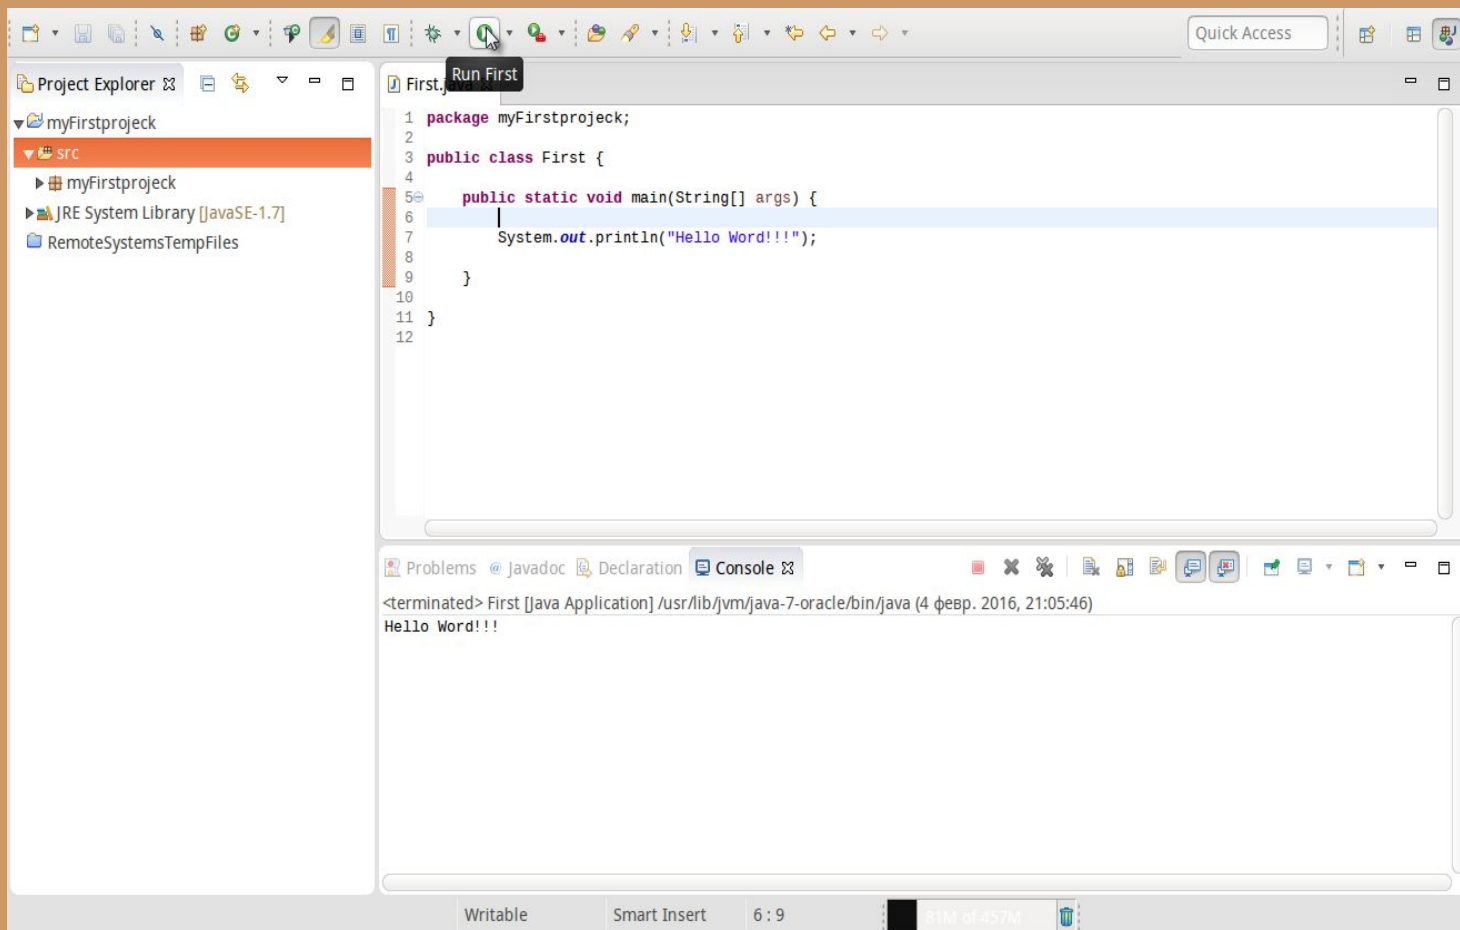 Quick Access
Project Explorer
First.java
Run First
myFirstprojeck
src
myFirstprojeck
JRE System Library [JavaSE-1.7]
RemoteSystemsTempFiles
1 package myFirstprojeck;
2
3 public class First {
4
5 public static void main(String[] args) {
6
7 System.out.println("Hello Word!!!");
8
9 }
10
11 }
12
Problems @ Javadoc Declaration Console
<terminated> First [Java Application] /usr/lib/jvm/java-7-oracle/bin/java (4 февр. 2016, 21:05:46)
Hello Word!!!
Writable Smart Insert 6 : 9 81M of 457M